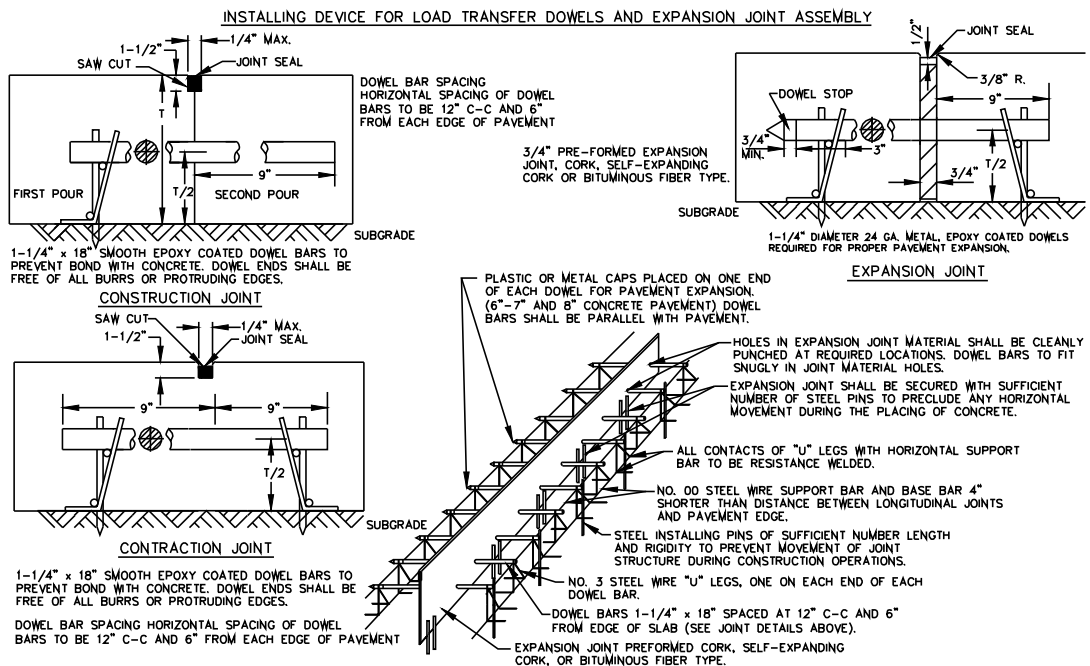 INSTALLING DEVICE FOR LOAD TRANSFER DOWELS AND EXPANSION JOINT ASSEMBLY
1/4" MAX.
1-1/2"
SAW CUT
JOINT SEAL
T
DOWEL BAR SPACING
HORIZONTAL SPACING OF DOWEL
BARS TO BE 12" C-C AND 6"
FROM EACH EDGE OF PAVEMENT
9"
T/2
FIRST POUR
SECOND POUR
SUBGRADE
1-1/4" x 18" SMOOTH EPOXY COATED DOWEL BARS TO
PREVENT BOND WITH CONCRETE. DOWEL ENDS SHALL BE
FREE OF ALL BURRS OR PROTRUDING EDGES.
CONSTRUCTION JOINT
1/2"
JOINT SEAL
3/8" R.
DOWEL STOP
9"
3/4"
MIN.
3"
T/2
3/4"
3/4" PRE-FORMED EXPANSION
JOINT, CORK, SELF-EXPANDING
CORK OR BITUMINOUS FIBER TYPE.
SUBGRADE
1-1/4" DIAMETER 24 GA. METAL, EPOXY COATED DOWELS
REQUIRED FOR PROPER PAVEMENT EXPANSION.
EXPANSION JOINT
SAW CUT
1/4" MAX.
1-1/2"
JOINT SEAL
9"
9"
T/2
SUBGRADE
CONTRACTION JOINT
1-1/4" x 18" SMOOTH EPOXY COATED DOWEL BARS TO
PREVENT BOND WITH CONCRETE. DOWEL ENDS SHALL BE
FREE OF ALL BURRS OR PROTRUDING EDGES.
DOWEL BAR SPACING HORIZONTAL SPACING OF DOWEL
BARS TO BE 12" C-C AND 6" FROM EACH EDGE OF PAVEMENT
PLASTIC OR METAL CAPS PLACED ON ONE END
OF EACH DOWEL FOR PAVEMENT EXPANSION.
(6"-7" AND 8" CONCRETE PAVEMENT) DOWEL
BARS SHALL BE PARALLEL WITH PAVEMENT.
HOLES IN EXPANSION JOINT MATERIAL SHALL BE CLEANLY
PUNCHED AT REQUIRED LOCATIONS. DOWEL BARS TO FIT
SNUGLY IN JOINT MATERIAL HOLES.
EXPANSION JOINT SHALL BE SECURED WITH SUFFICIENT
NUMBER OF STEEL PINS TO PRECLUDE ANY HORIZONTAL
MOVEMENT DURING THE PLACING OF CONCRETE.
ALL CONTACTS OF "U" LEGS WITH HORIZONTAL SUPPORT
BAR TO BE RESISTANCE WELDED.
NO. 00 STEEL WIRE SUPPORT BAR AND BASE BAR 4"
SHORTER THAN DISTANCE BETWEEN LONGITUDINAL JOINTS
AND PAVEMENT EDGE.
STEEL INSTALLING PINS OF SUFFICIENT NUMBER LENGTH
AND RIGIDITY TO PREVENT MOVEMENT OF JOINT
STRUCTURE DURING CONSTRUCTION OPERATIONS.
NO. 3 STEEL WIRE "U" LEGS, ONE ON EACH END OF EACH
DOWEL BAR.
DOWEL BARS 1-1/4" x 18" SPACED AT 12" C-C AND 6"
FROM EDGE OF SLAB (SEE JOINT DETAILS ABOVE).
EXPANSION JOINT PREFORMED CORK, SELF-EXPANDING
CORK, OR BITUMINOUS FIBER TYPE.